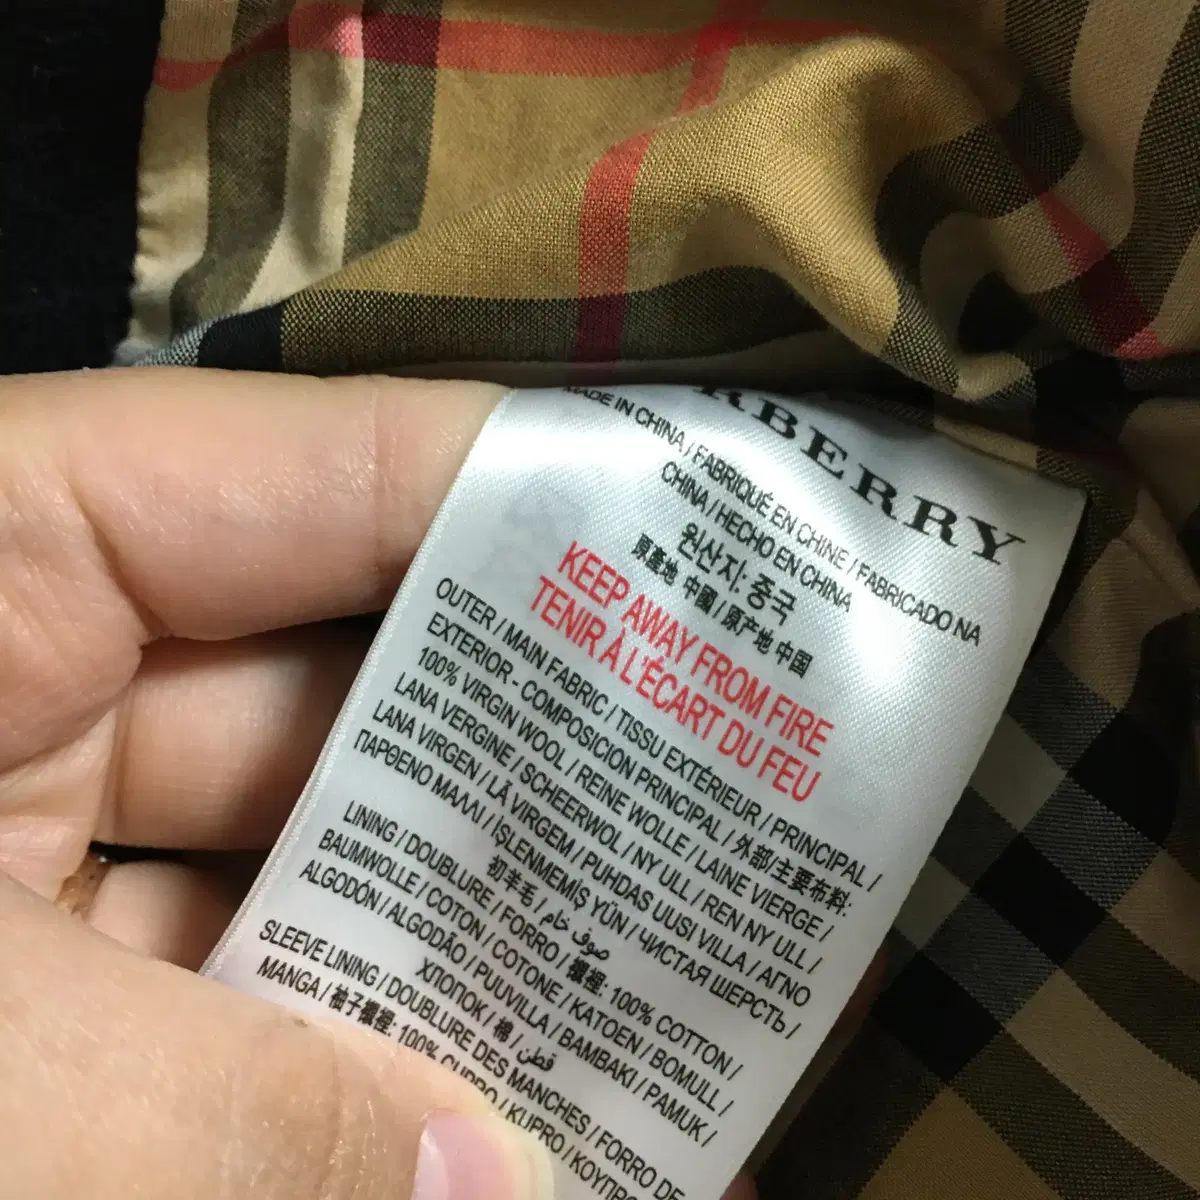 BERRY
MADE IN CHINA / FABRIQUÉ EN CHINE / FABRICADO NA
CHINA / HECHO EN CHINA
원산지: 중국
原產地 中國 / 原产地 中国
KEEP AWAY FROM FIRE
TENIR À L'ÉCART DU FEU
OUTER / MAIN FABRIC / TISSU EXTÉRIEUR / PRINCIPAL /
EXTERIOR - COMPOSICION PRINCIPAL / 外部/主要布料:
100% VIRGIN WOOL / REINE WOLLE / LAINE VIERGE /
LANA VERGINE / SCHEERWOL / NY ULL / REN NY ULL /
LANA VIRGEN / LÃ VIRGEM / PUHDAS UUSI VILLA / ΑΓΝΟ
ΠΑΡΘΕΝΟ ΜΑΛΛΙ / İŞLENMEMİŞ YÜN / ЧИСТАЯ ШЕРСТЬ /
初羊毛 / صوف خام
LINING / DOUBLURE / FORRO / 襯裡: 100% COTTON /
BAUMWOLLE / COTON / COTONE / KATOEN / BOMULL /
ALGODÓN / ALGODÃO / PUUVILLA / BAMBAKI / PAMUK /
ХЛОПОК / 棉 / قطن
SLEEVE LINING / DOUBLURE DES MANCHES / FORRO DE
MANGA / 袖子襯裡: 100% CUPRO / KUPRO / ΚΟΥΠΡΟ